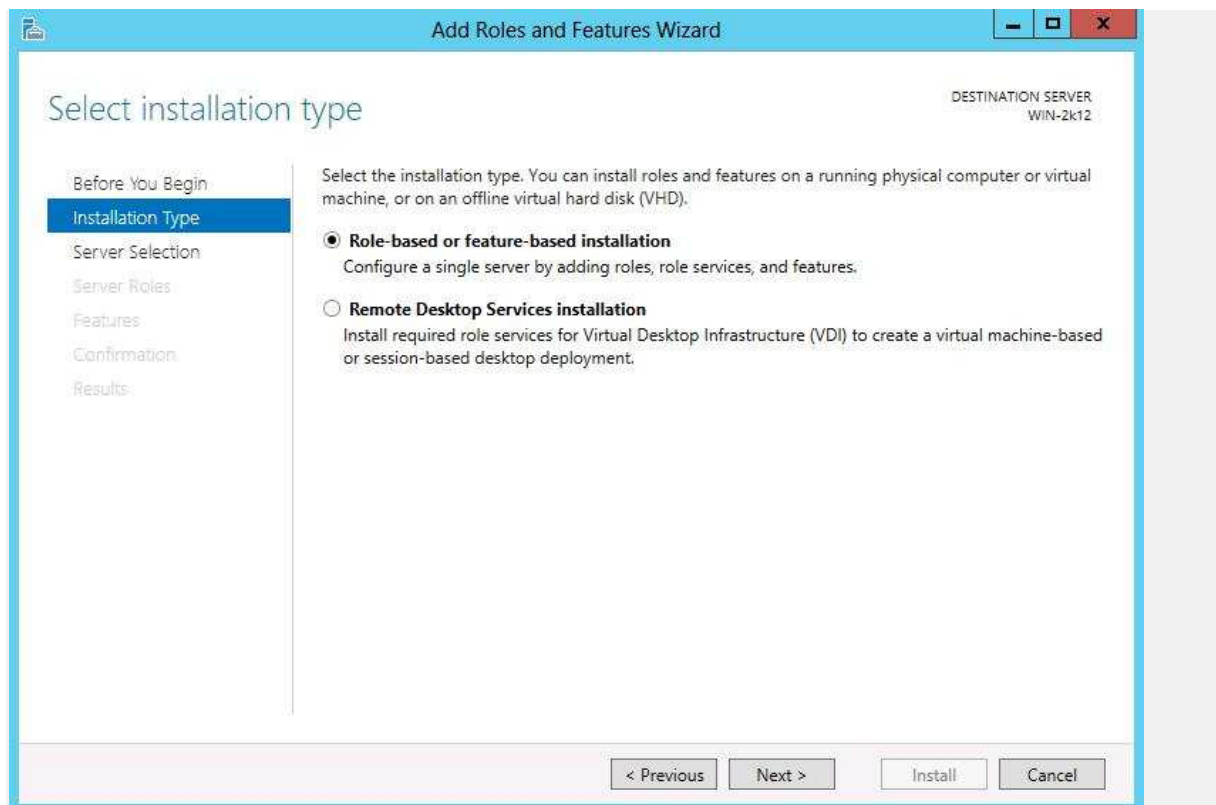 Add Roles and Features Wizard
Select installation type
DESTINATION SERVER
WIN-2k12
Before You Begin
Installation Type
Server Selection
Server Roles
Features
Confirmation
Results
Select the installation type. You can install roles and features on a running physical computer or virtual
machine, or on an offline virtual hard disk (VHD).
Role-based or feature-based installation
Configure a single server by adding roles, role services, and features.
Remote Desktop Services installation
Install required role services for Virtual Desktop Infrastructure (VDI) to create a virtual machine-based
or session-based desktop deployment.
< Previous
Next >
Install
Cancel